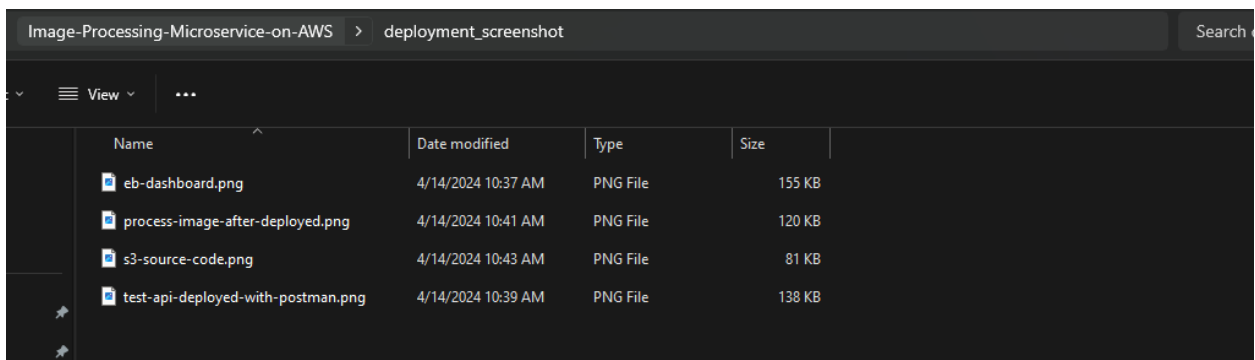 Image-Processing-Microservice-on-AWS > deployment_screenshot Search
View ...
Name Date modified Type Size
eb-dashboard.png 4/14/2024 10:37 AM PNG File 155 KB
process-image-after-deployed.png 4/14/2024 10:41 AM PNG File 120 KB
s3-source-code.png 4/14/2024 10:43 AM PNG File 81 KB
test-api-deployed-with-postman.png 4/14/2024 10:39 AM PNG File 138 KB